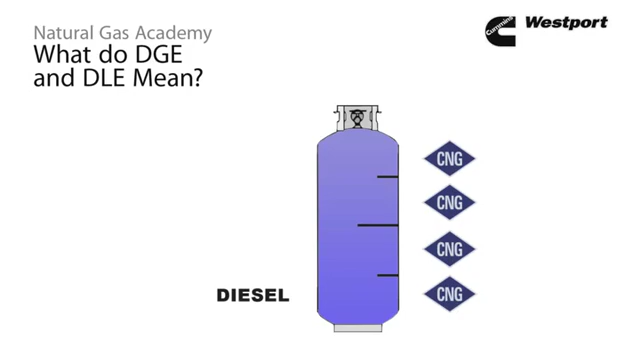 Natural Gas Academy
What do DGE
and DLE Mean?
Cummins
Westport
CNG
CNG
CNG
DIESEL
CNG